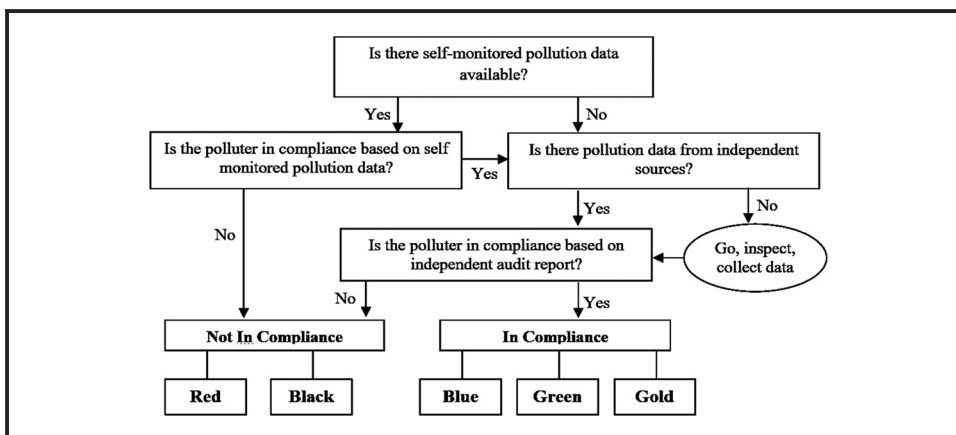 Is there self-monitored pollution data
available?
Yes
No
Is the polluter in compliance based on self
monitored pollution data?
Yes
Is there pollution data from independent
sources?
No
Yes
No
Is the polluter in compliance based on
independent audit report?
Go, inspect,
collect data
No
Yes
Not In Compliance
In Compliance
Red
Black
Blue
Green
Gold